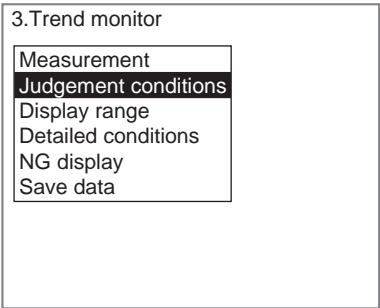 3.Trend monitor
Measurement
Judgement conditions
Display range
Detailed conditions
NG display
Save data